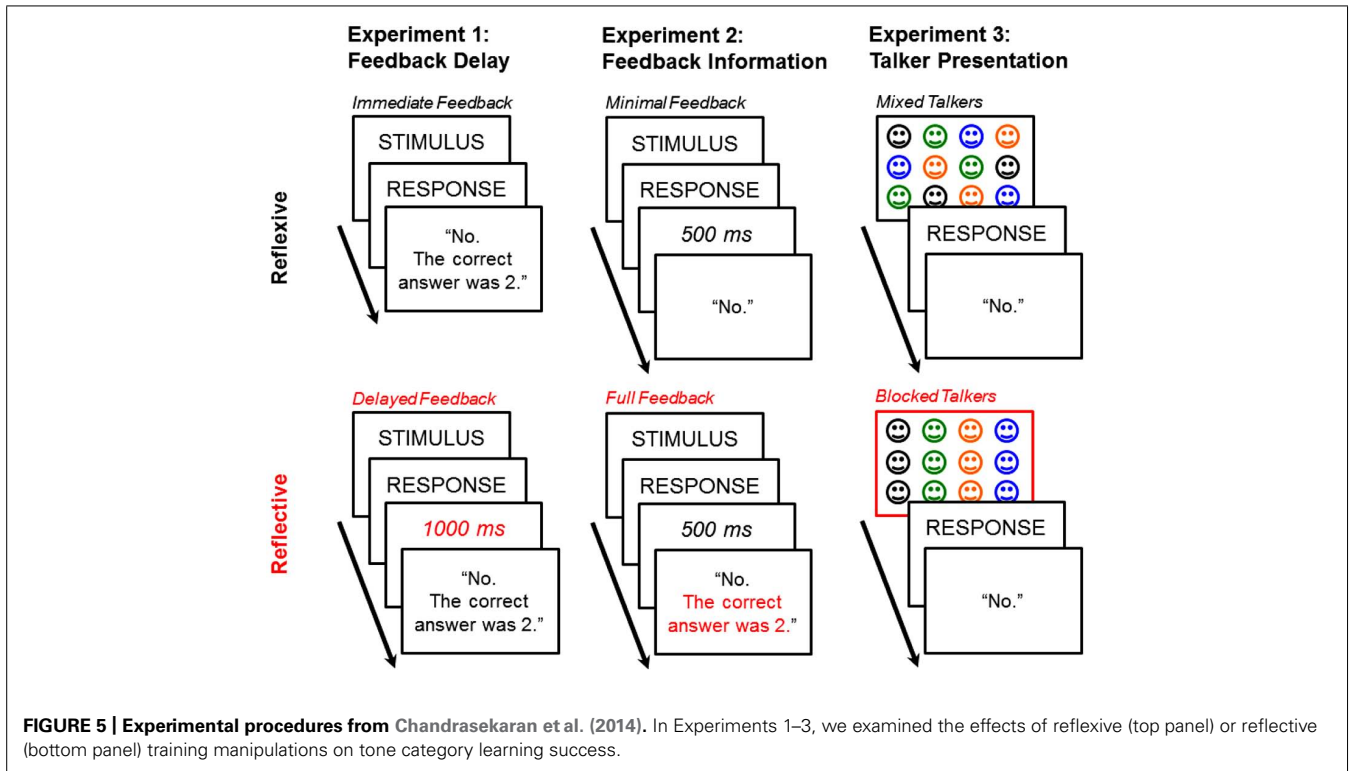 Experiment 1:
Feedback Delay
Experiment 2:
Feedback Information
Experiment 3:
Talker Presentation
Reflexive
Immediate Feedback
STIMULUS
RESPONSE
“No.
The correct
answer was 2.”
Minimal Feedback
STIMULUS
RESPONSE
500 ms
“No.”
Mixed Talkers
RESPONSE
“No.”
Reflective
Delayed Feedback
STIMULUS
RESPONSE
1000 ms
“No.
The correct
answer was 2.”
Full Feedback
STIMULUS
RESPONSE
500 ms
“No.
The correct
answer was 2.”
Blocked Talkers
RESPONSE
“No.”
FIGURE 5 | Experimental procedures from Chandrasekaran et al. (2014). In Experiments 1–3, we examined the effects of reflexive (top panel) or reflective
(bottom panel) training manipulations on tone category learning success.